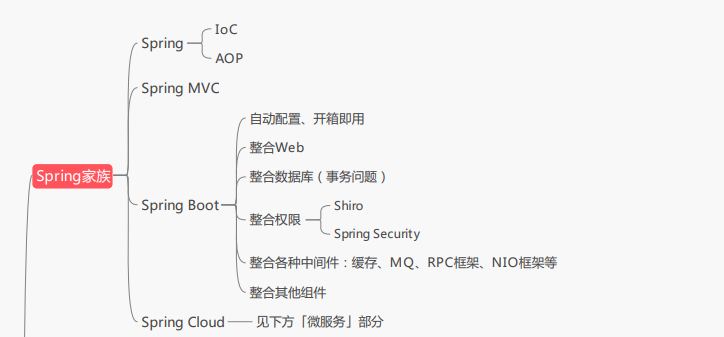 Spring家族
Spring
IoC
AOP
Spring MVC
Spring Boot
自动配置、开箱即用
整合Web
整合数据库（事务问题）
整合权限
Shiro
Spring Security
整合各种中间件：缓存、MQ、RPC框架、NIO框架等
整合其他组件
Spring Cloud
见下方「微服务」部分